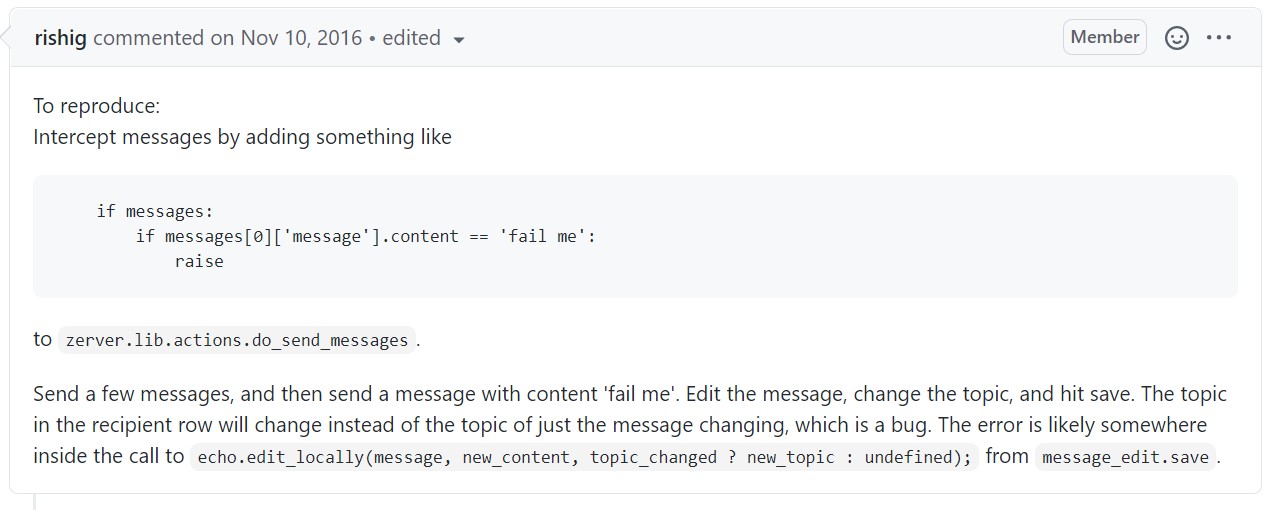 rishig commented on Nov 10, 2016 • edited
Member
To reproduce:
Intercept messages by adding something like
if messages:
    if messages[0]['message'].content == 'fail me':
        raise
to zerver.lib.actions.do_send_messages .
Send a few messages, and then send a message with content 'fail me'. Edit the message, change the topic, and hit save. The topic
in the recipient row will change instead of the topic of just the message changing, which is a bug. The error is likely somewhere
inside the call to echo.edit_locally(message, new_content, topic_changed ? new_topic : undefined); from message_edit.save .